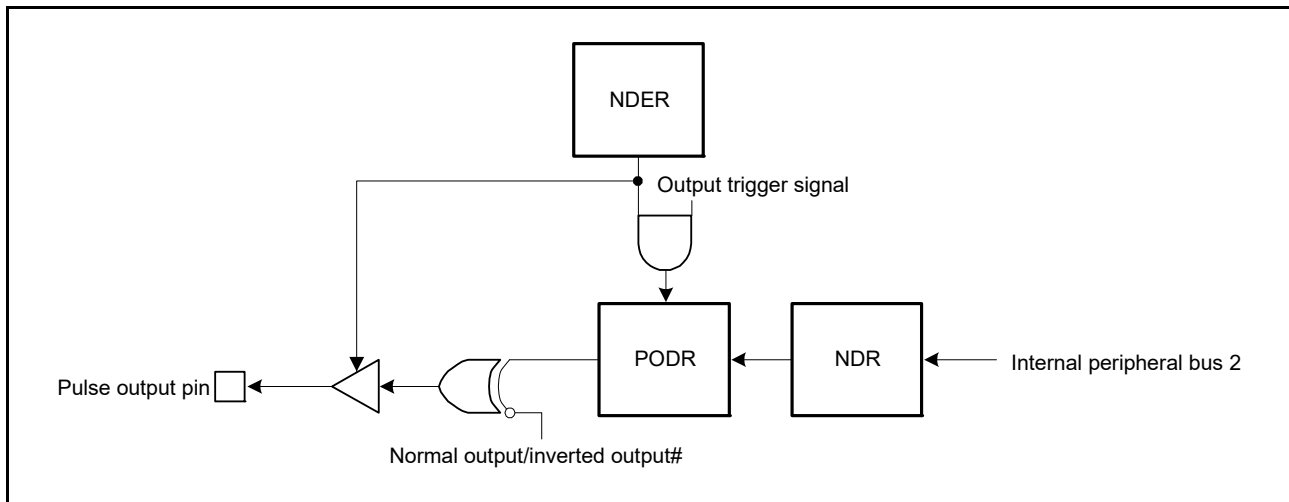 NDER
Output trigger signal
PODR
NDR
Internal peripheral bus 2
Pulse output pin
Normal output/inverted output#